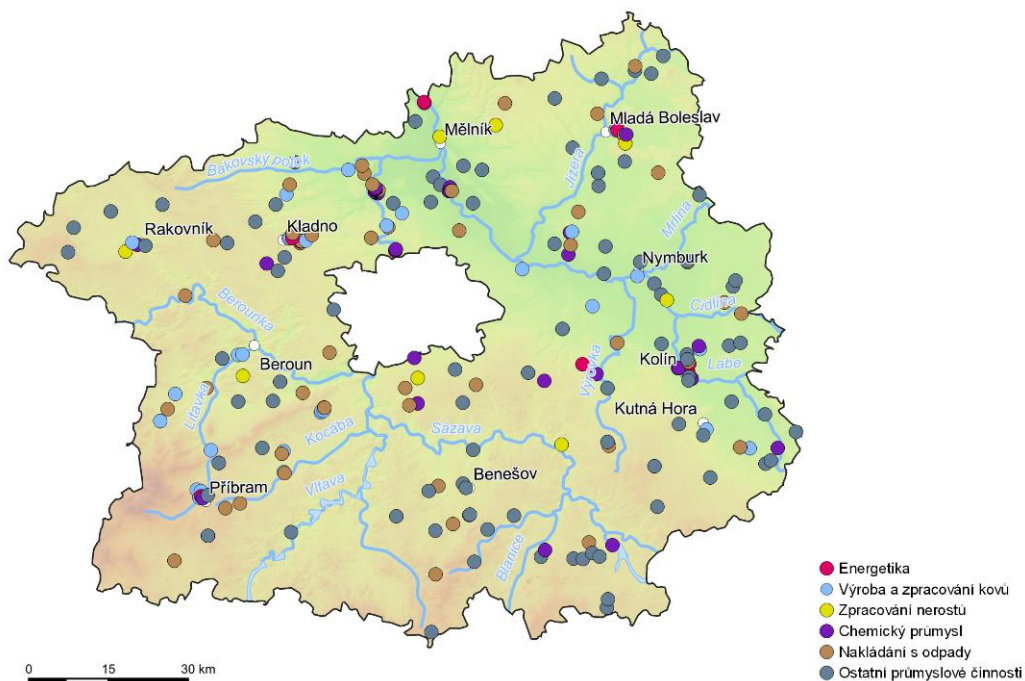 Mělník
Mladá Boleslav
Bakovský potok
Jizera
Mrlina
Rakovník
Kladno
Nymburk
Cidlina
Berounka
Beroun
Výrovka
Kolín
Labe
Litavka
Kocába
Sázava
Kutná Hora
Příbram
Vltava
Benešov
Blanice
Energetika
Výroba a zpracování kovů
Zpracování nerostů
Chemický průmysl
Nakládání s odpady
Ostatní průmyslové činnosti
0 15 30 km